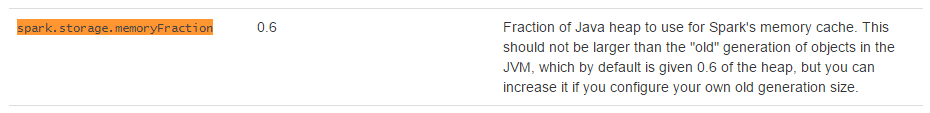 spark.storage.memoryFraction 0.6 Fraction of Java heap to use for Spark's memory cache. This
should not be larger than the "old" generation of objects in the
JVM, which by default is given 0.6 of the heap, but you can
increase it if you configure your own old generation size.